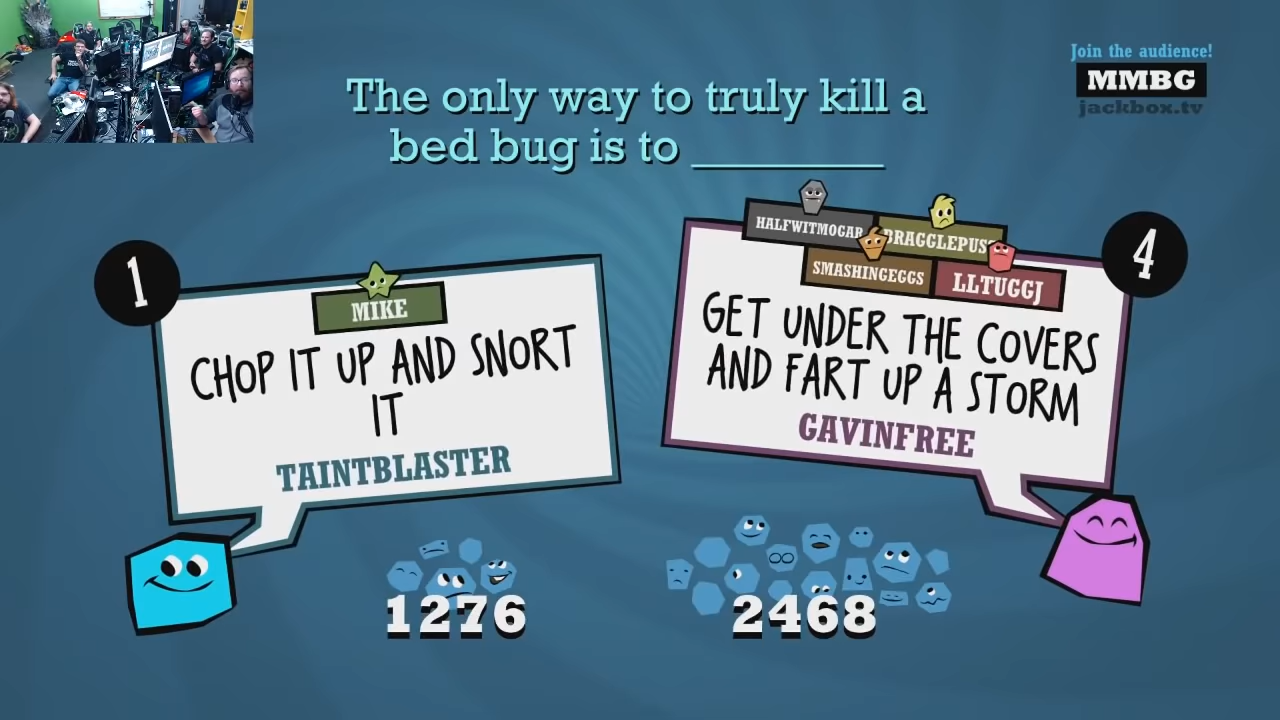 Join the audience!
MMBG
jackbox.tv
The only way to truly kill a
bed bug is to ________
1
MIKE
CHOP IT UP AND SNORT
IT
TAINTBLASTER
HALFWITMOGAR
BRAGGLEPUSS
SMASHINGEGGS
LLTUGGJ
4
GET UNDER THE COVERS
AND FART UP A STORM
GAVINFREE
1276
2468